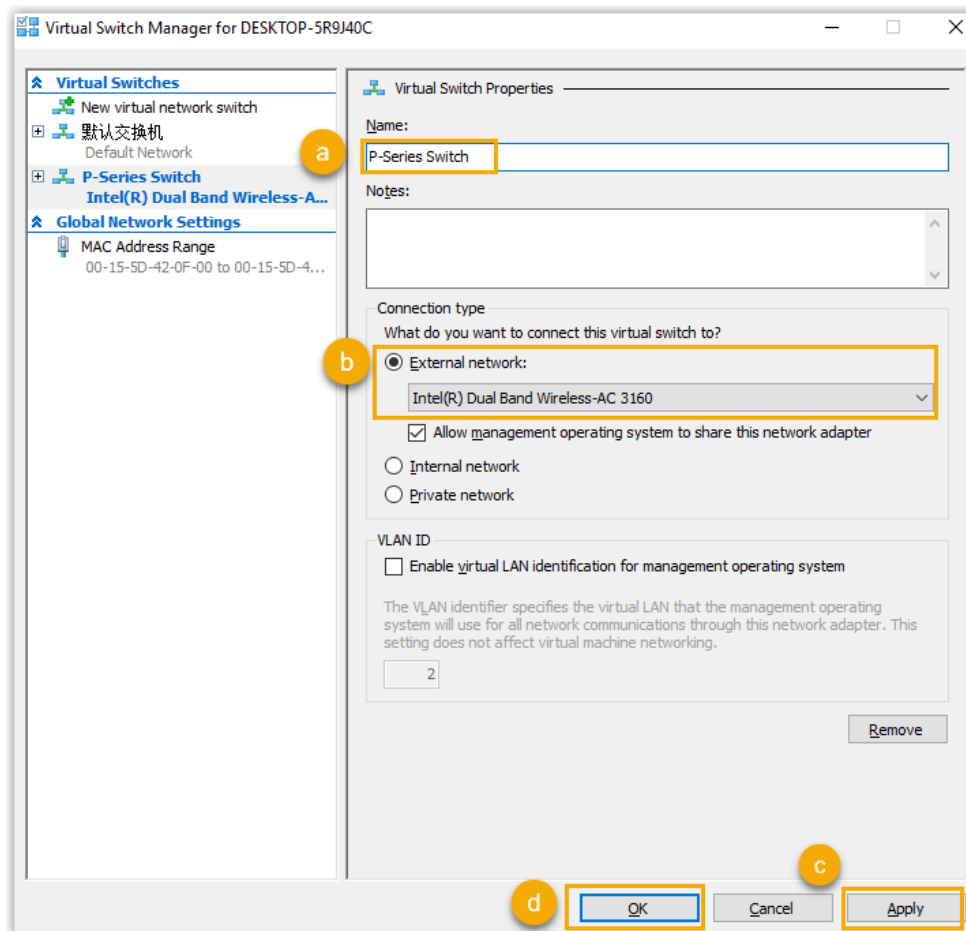 Virtual Switch Manager for DESKTOP-5R9J40C
Virtual Switches
New virtual network switch
默认交换机
Default Network
P-Series Switch
Intel(R) Dual Band Wireless-A...
Global Network Settings
MAC Address Range
00-15-5D-42-0F-00 to 00-15-5D-4...
Virtual Switch Properties
Name:
a
P-Series Switch
Notes:
Connection type
What do you want to connect this virtual switch to?
b
External network:
Intel(R) Dual Band Wireless-AC 3160
Allow management operating system to share this network adapter
Internal network
Private network
VLAN ID
Enable virtual LAN identification for management operating system
The VLAN identifier specifies the virtual LAN that the management operating
system will use for all network communications through this network adapter. This
setting does not affect virtual machine networking.
2
Remove
c
d
OK
Cancel
Apply